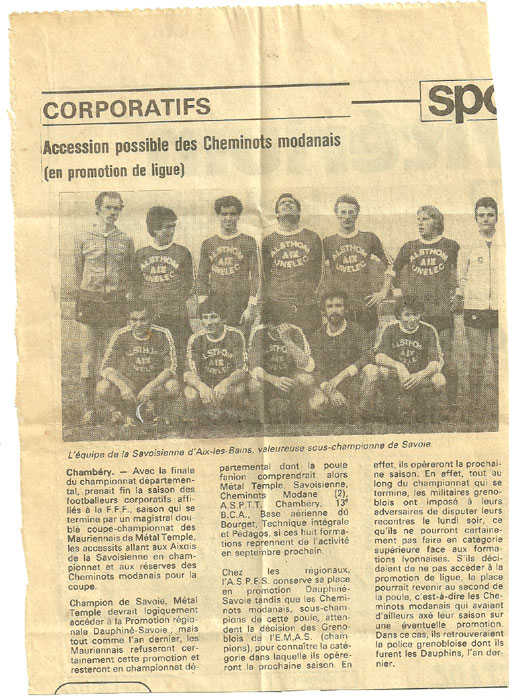 CORPORATIFS
spo
Accession possible des Cheminots modanais
(en promotion de ligue)
ALSTHOM
AIX
UNELEC
ALSTHOM
AIX
UNELEC
ALSTHOM
AIX
UNELEC
ALSTHOM
AIX
UNELEC
ALSTHOM
AIX
UNELEC
ALSTHOM
AIX
ALSTHOM
AIX
ALSTHOM
AIX
L'équipe de la Savoisienne d'Aix-les-Bains, valeureuse sous-championne de Savoie.
Chambéry. — Avec la finale
du championnat départemen-
tal, prenait fin la saison des
footballeurs corporatifs affi-
liés à la F.F.F., saison qui se
termine par un magistral dou-
blé coupe-championnat des
Mauriennais de Métal Temple,
les accessits allant aux Aixois
de la Savoisienne en cham-
pionnat et aux réserves des
Cheminots modanais pour la
coupe.
Champion de Savoie, Métal
Temple devrait logiquement
accéder à la Promotion régio-
nale Dauphiné-Savoie ; mais
tout comme l'an dernier, les
Mauriennais refuseront cer-
tainement cette promotion et
resteront en championnat dé-
partemental dont la poule
fanion comprendrait alors
Métal Temple, Savoisienne,
Cheminots Modane (2),
A.S.P.T.T. Chambéry, 13e
B.C.A., Base aérienne du
Bourget, Technique intégrale
et Pédagos, si ces huit forma-
tions reprennent de l'activité
en septembre prochain.
Chez les régionaux,
l'A.S.P.E.S. conserve sa place
en promotion Dauphiné-
Savoie tandis que les Chemi-
nots modanais, sous-cham-
pions de cette poule, atten-
dent la décision des Greno-
blois de l'E.M.A.S. (cham-
pions), pour connaître la caté-
gorie dans laquelle ils opère-
ront la prochaine saison. En
effet, ils opéreront la prochai-
ne saison. En effet, tout au
long du championnat qui se
termine, les militaires greno-
blois ont imposé à leurs
adversaires de disputer leurs
rencontres le lundi soir, ce
qu'ils ne pourront certaine-
ment pas faire en catégorie
supérieure face aux forma-
tions lyonnaises. S'ils déci-
daient de ne pas accéder à la
promotion de ligue, la place
pourrait revenir au second de
la poule, c'est-à-dire les Che-
minots modanais qui avaient
d'ailleurs axé leur saison sur
une éventuelle promotion.
Dans ce cas, ils retrouveraient
la police grenobloise dont ils
furent les Dauphins, l'an der-
nier.